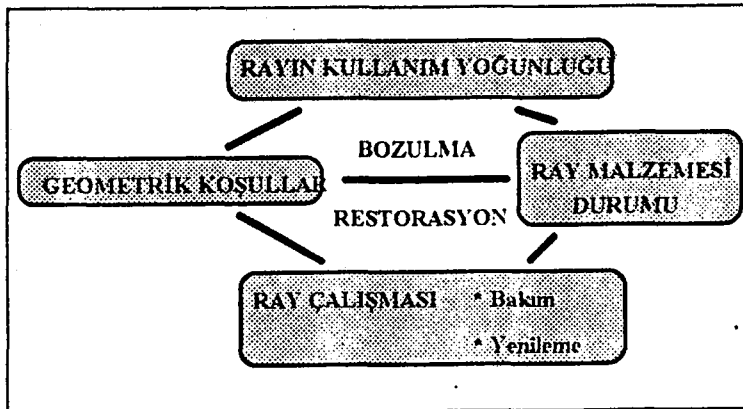 RAYIN KULLANIM YOĞUNLUĞU
BOZULMA
GEOMETRİK KOŞULLAR
RAY MALZEMESİ
DURUMU
RESTORASYON
RAY ÇALIŞMASI * Bakım
* Yenileme